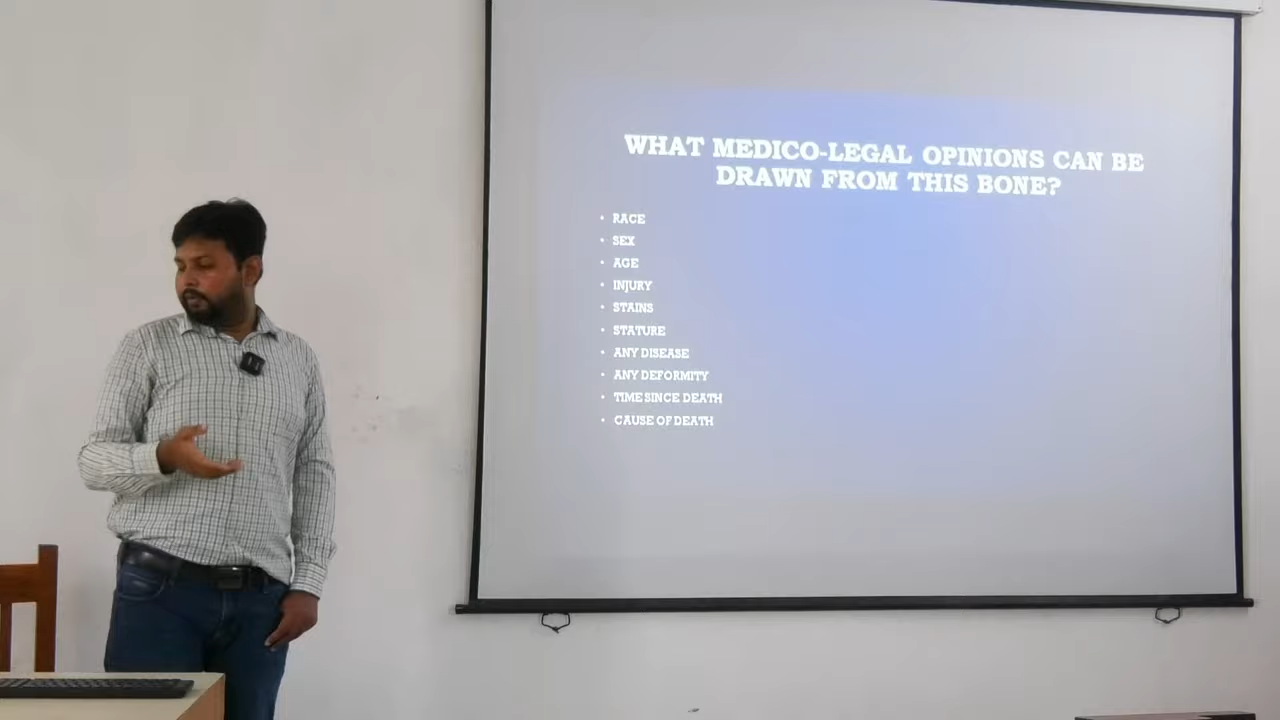 WHAT MEDICO-LEGAL OPINIONS CAN BE
DRAWN FROM THIS BONE?
• RACE
• SEX
• AGE
• INJURY
• STAINS
• STATURE
• ANY DISEASE
• ANY DEFORMITY
• TIME SINCE DEATH
• CAUSE OF DEATH